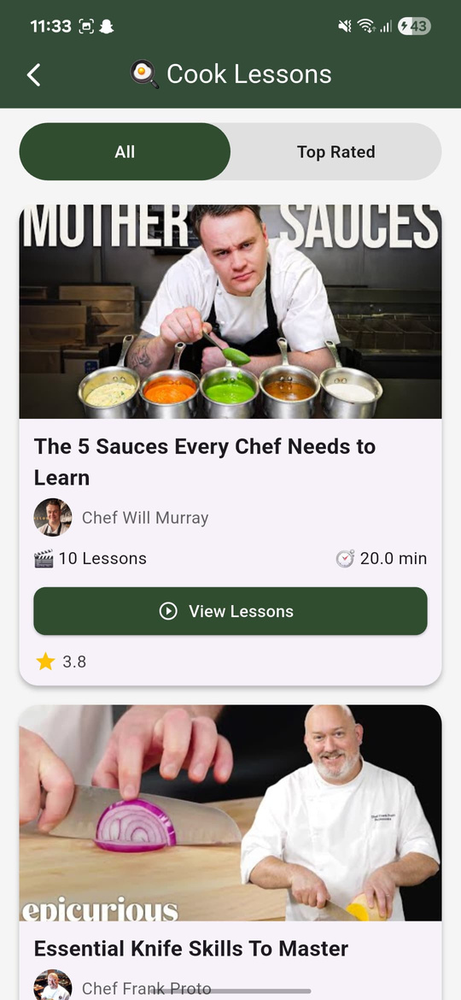 11:33
43
Cook Lessons
All
Top Rated
MOTHER SAUCES
The 5 Sauces Every Chef Needs to
Learn
Chef Will Murray
10 Lessons
20.0 min
View Lessons
3.8
epicurious
Essential Knife Skills To Master
Chef Frank Proto